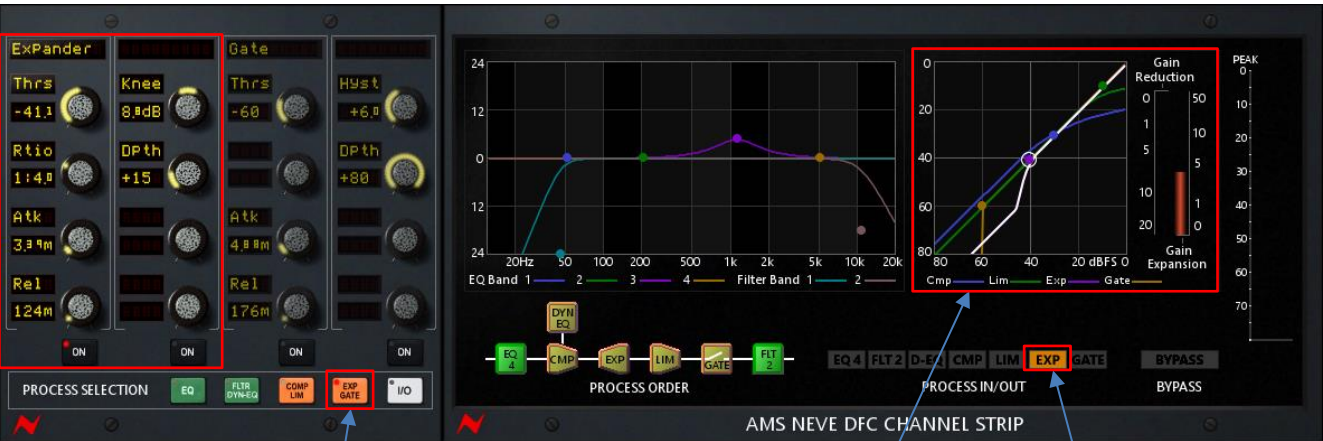 Expander
Gate
Thrs
-41.1
Knee
8.8dB
Thrs
-60
Hyst
+6.0
Rtio
1:4.0
DPth
+15
DPth
+80
Atk
3.99m
Atk
4.88m
Rel
124m
Rel
176m
ON ON ON ON
PROCESS SELECTION EQ FLTR DYN-EQ COMP LIM EXP GATE I/O
24
12
0
12
24
20Hz 50 100 200 500 1k 2k 5k 10k 20k
EQ Band 1 2 3 4 Filter Band 1 2
0
20
40
60
80
80 60 40 20 dBFS 0
Cmp Lim Exp Gate
Gain
Reduction
0 50
1 10
5 5
10 1
20 0
Gain
Expansion
PEAK
0
10
20
30
40
50
60
70
DYN EQ
EQ 4 CMP EXP LIM GATE FLT 2
PROCESS ORDER
EQ 4 FLT 2 D-EQ CMP LIM EXP GATE
PROCESS IN/OUT
BYPASS
BYPASS
AMS NEVE DFC CHANNEL STRIP